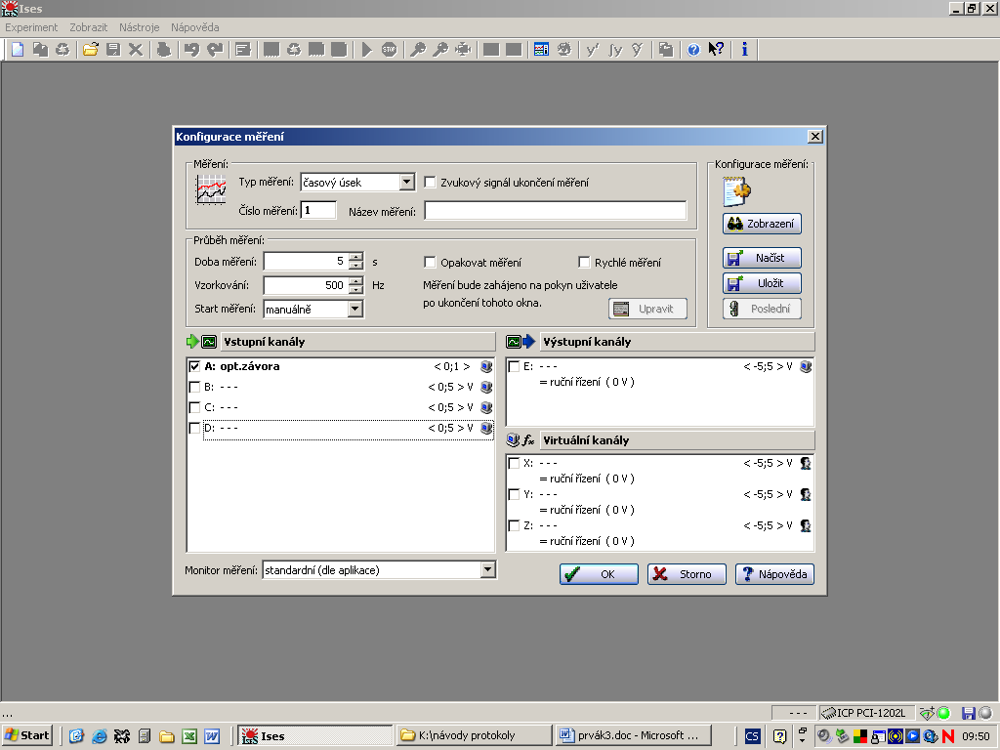 Ises
Experiment Zobrazit Nástroje Nápověda
STOP
Konfigurace měření
Měření:
Typ měření: časový úsek Zvukový signál ukončení měření
Číslo měření: 1 Název měření:
Konfigurace měření:
Zobrazení
Načíst
Uložit
Poslední
Průběh měření:
Doba měření: 5 s Opakovat měření Rychlé měření
Vzorkování: 500 Hz Měření bude zahájeno na pokyn uživatele
Start měření: manuálně po ukončení tohoto okna. Upravit
Vstupní kanály
A: opt.závora < 0;1 >
B: - - - < 0;5 > V
C: - - - < 0;5 > V
D: - - - < 0;5 > V
Výstupní kanály
E: - - - < -5;5 > V
= ruční řízení ( 0 V )
Virtuální kanály
X: - - - < -5;5 > V
= ruční řízení ( 0 V )
Y: - - - < -5;5 > V
= ruční řízení ( 0 V )
Z: - - - < -5;5 > V
= ruční řízení ( 0 V )
Monitor měření: standardní (dle aplikace) OK Storno Nápověda
... - - - ICP PCI-1202L
Start Ises K:\návody protokoly prvák3.doc - Microsoft ... CS 09:50